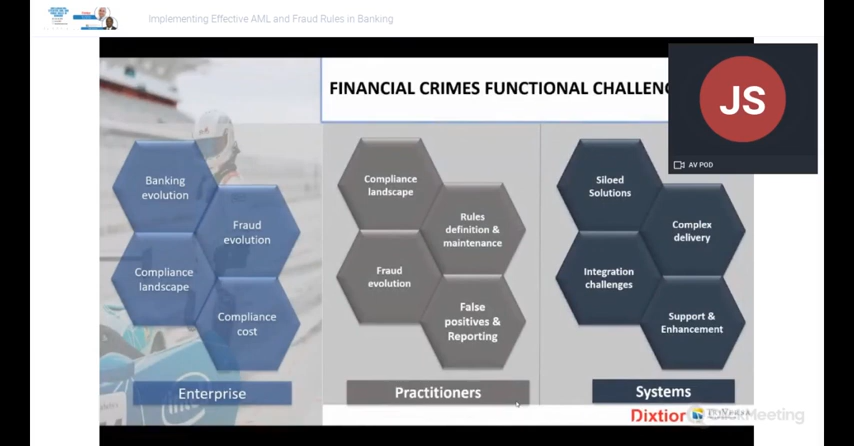 Implementing Effective AML and Fraud Rules in Banking
FINANCIAL CRIMES FUNCTIONAL
JS
AV POD
Banking
evolution
Fraud
evolution
Compliance
landscape
Compliance
cost
Enterprise
Compliance
landscape
Rules
definition &
maintenance
Fraud
evolution
False
positives &
Reporting
Practitioners
Siloed
Solutions
Complex
delivery
Integration
challenges
Support &
Enhancement
Systems
Dixtior
ClickMeeting